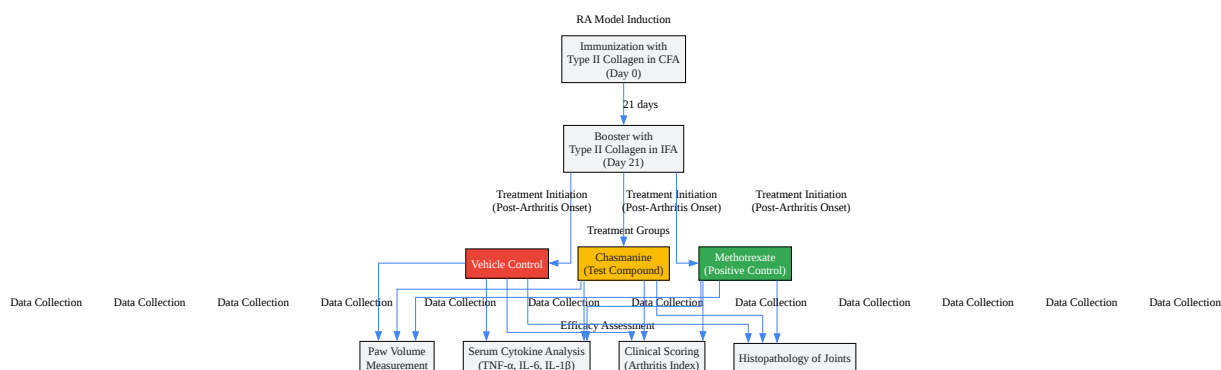 RA Model Induction
Immunization with
Type II Collagen in CFA
(Day 0)
21 days
Booster with
Type II Collagen in IFA
(Day 21)
Treatment Initiation
(Post-Arthritis Onset)
Treatment Initiation
(Post-Arthritis Onset)
Treatment Initiation
(Post-Arthritis Onset)
Treatment Groups
Vehicle Control
Chasmanine
(Test Compound)
Methotrexate
(Positive Control)
Data Collection
Data Collection
Data Collection
Data Collection
Data Collection
Data Collection
Data Collection
Data Collection
Data Collection
Data Collection
Data Collection
Data Collection
Efficacy Assessment
Paw Volume
Measurement
Serum Cytokine Analysis
(TNF-α, IL-6, IL-1β)
Clinical Scoring
(Arthritis Index)
Histopathology of Joints